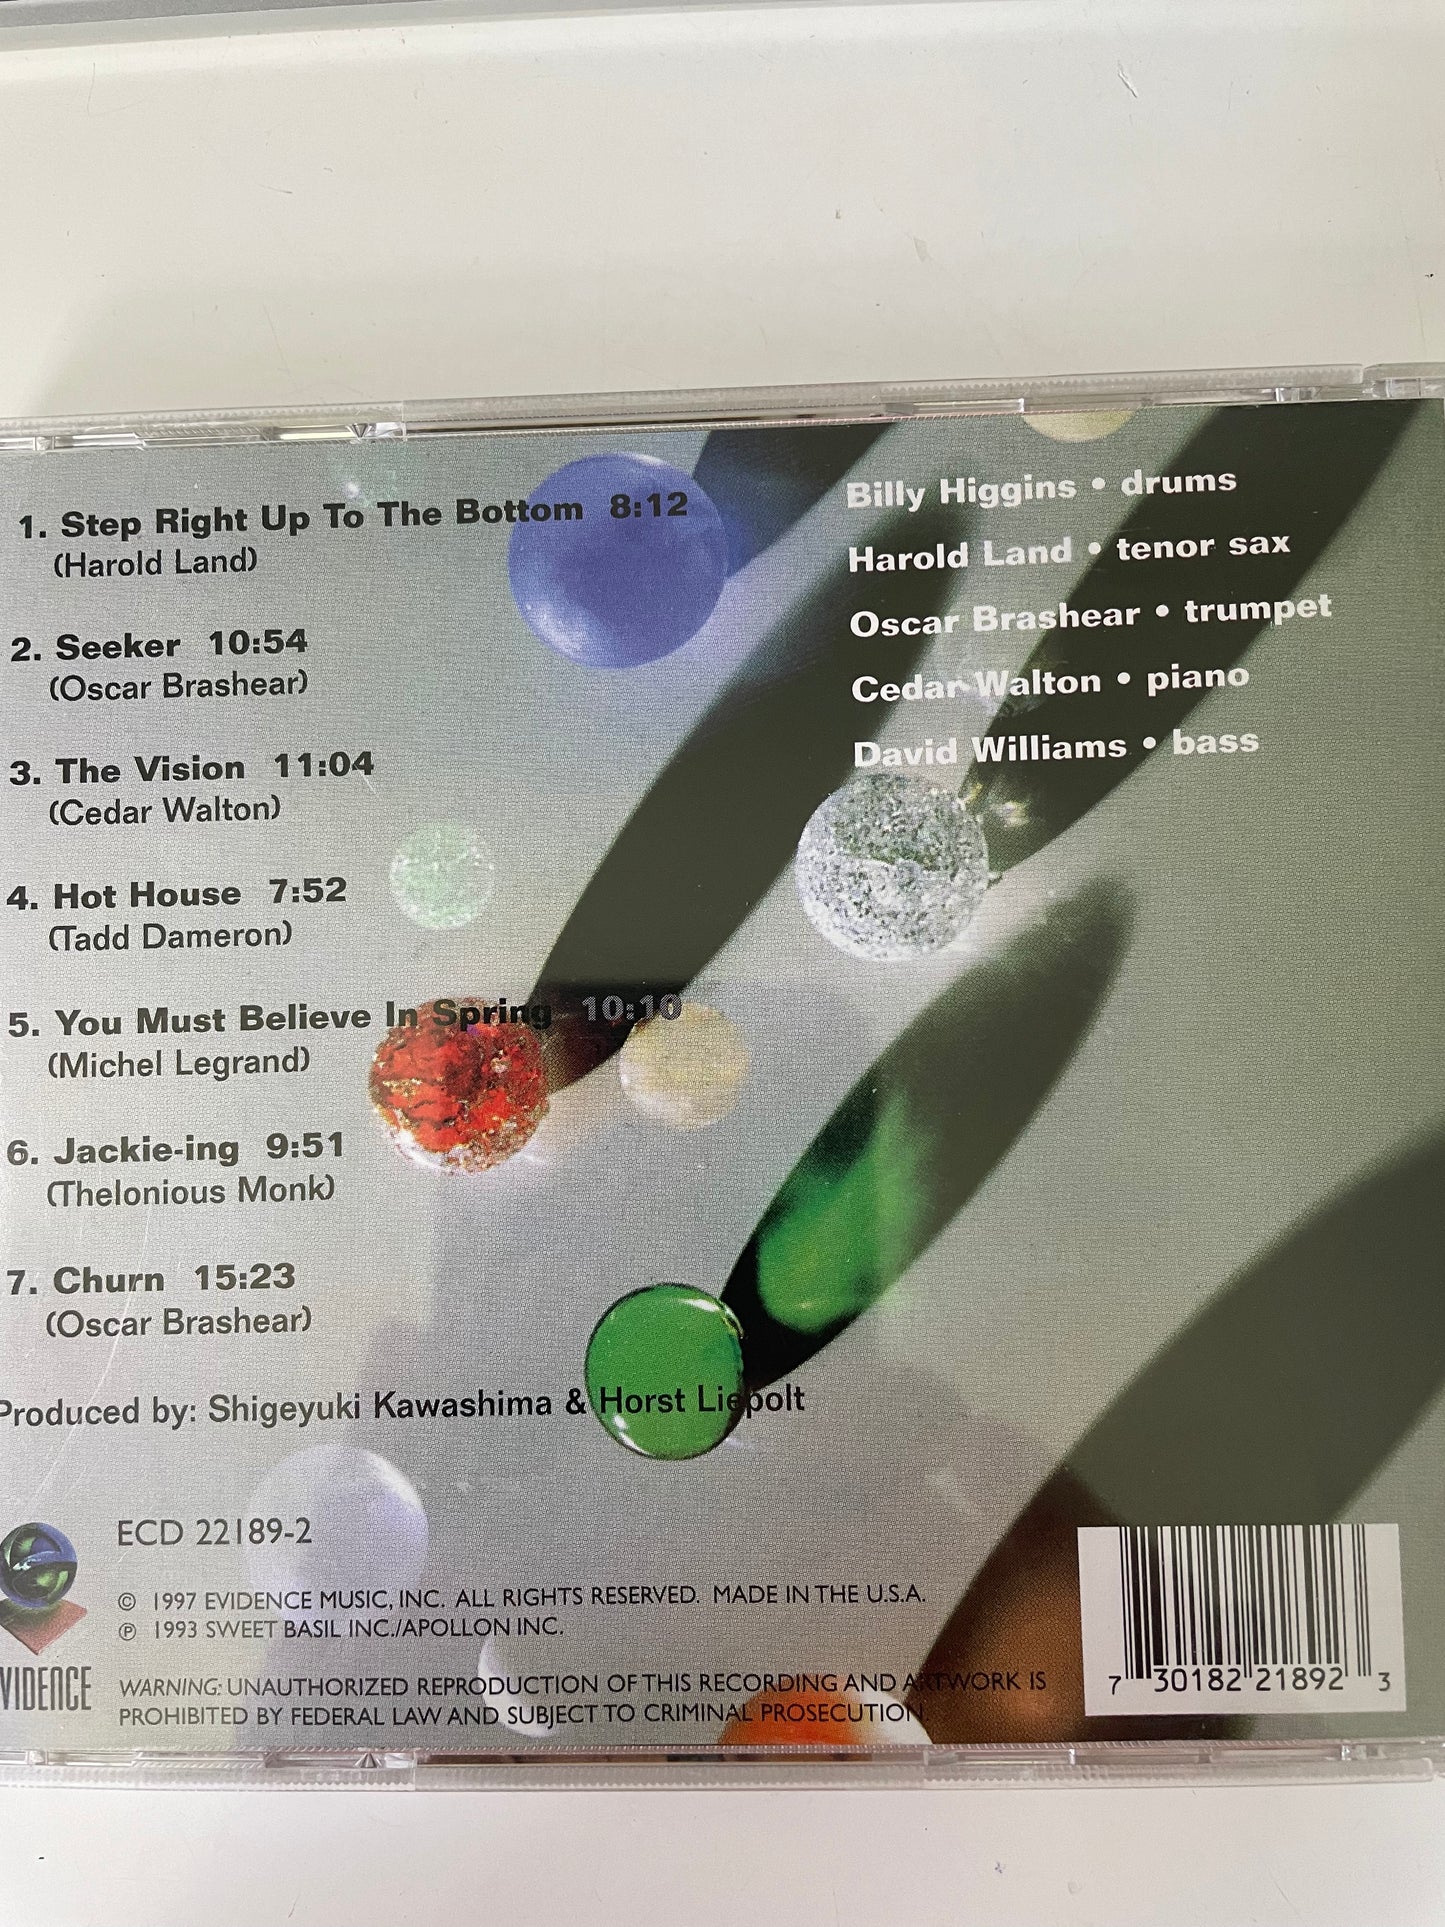 1. Step Right Up To The Bottom 8:12
(Harold Land)
2. Seeker 10:54
(Oscar Brashear)
3. The Vision 11:04
(Cedar Walton)
4. Hot House 7:52
(Tadd Dameron)
5. You Must Believe In Spring 10:10
(Michel Legrand)
6. Jackie-ing 9:51
(Thelonious Monk)
7. Churn 15:23
(Oscar Brashear)
Produced by: Shigeyuki Kawashima & Horst Liepolt
Billy Higgins • drums
Harold Land • tenor sax
Oscar Brashear • trumpet
Cedar Walton • piano
David Williams • bass
ECD 22189-2
© 1997 EVIDENCE MUSIC, INC. ALL RIGHTS RESERVED. MADE IN THE U.S.A.
℗ 1993 SWEET BASIL INC./APOLLON INC.
VIDENCE
WARNING: UNAUTHORIZED REPRODUCTION OF THIS RECORDING AND ARTWORK IS
PROHIBITED BY FEDERAL LAW AND SUBJECT TO CRIMINAL PROSECUTION.
7 30182 21892 3